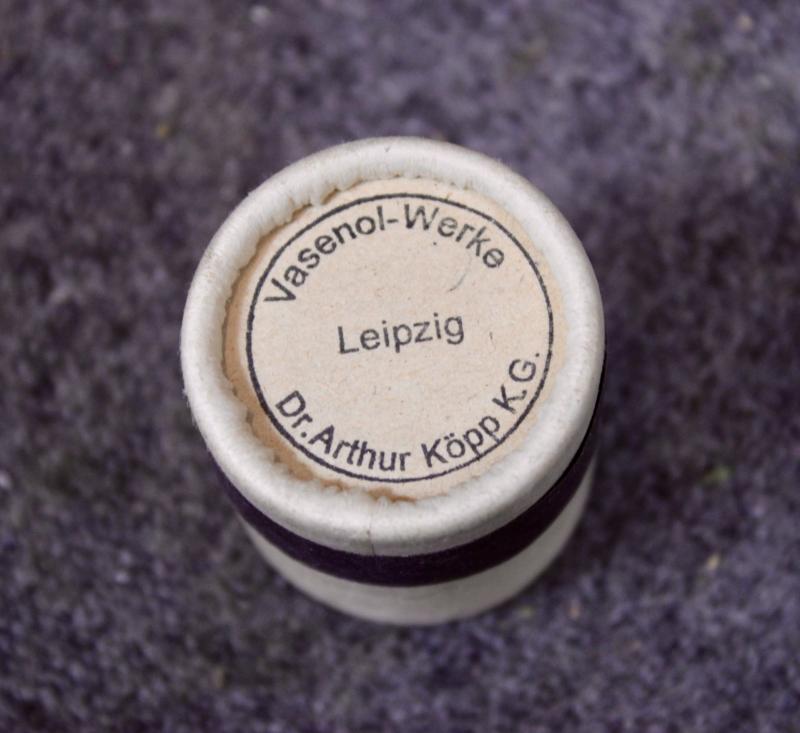 Vasenol-Werke
Leipzig
Dr. Arthur Köpp K.G.